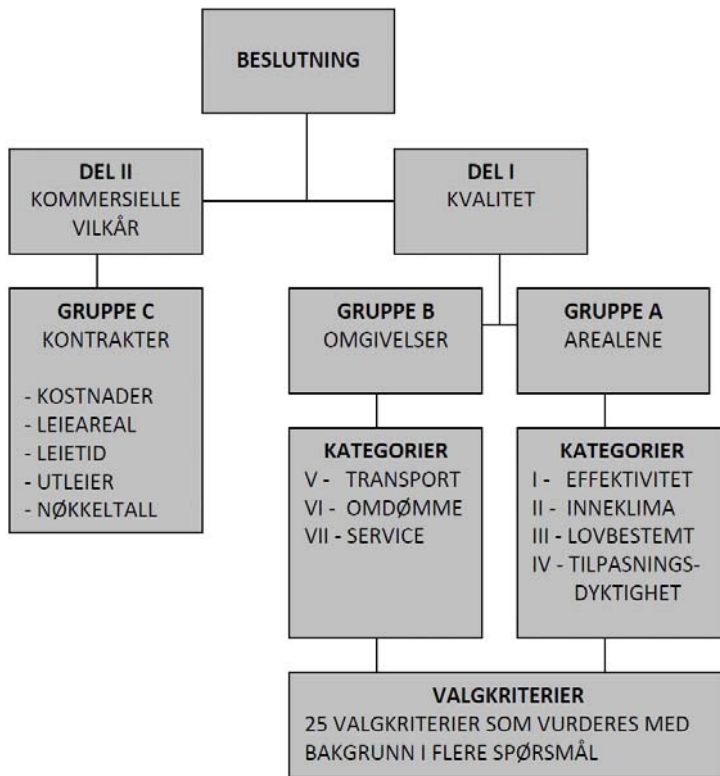 BESLUTNING
DEL II
KOMMERSIELLE
VILKÅR
DEL I
KVALITET
GRUPPE C
KONTRAKTER
- KOSTNADER
- LEIEAREAL
- LEIETID
- UTLEIER
- NØKKELTALL
GRUPPE B
OMGIVELSER
GRUPPE A
AREALENE
KATEGORIER
V - TRANSPORT
VI - OMDØMME
VII - SERVICE
KATEGORIER
I - EFFEKTIVITET
II - INNEKLIMA
III - LOVBESTEMT
IV - TILPASNINGS-
DYKTIGHET
VALGKRITERIER
25 VALGKRITERIER SOM VURDERES MED
BAKGRUNN I FLERE SPØRSMÅL